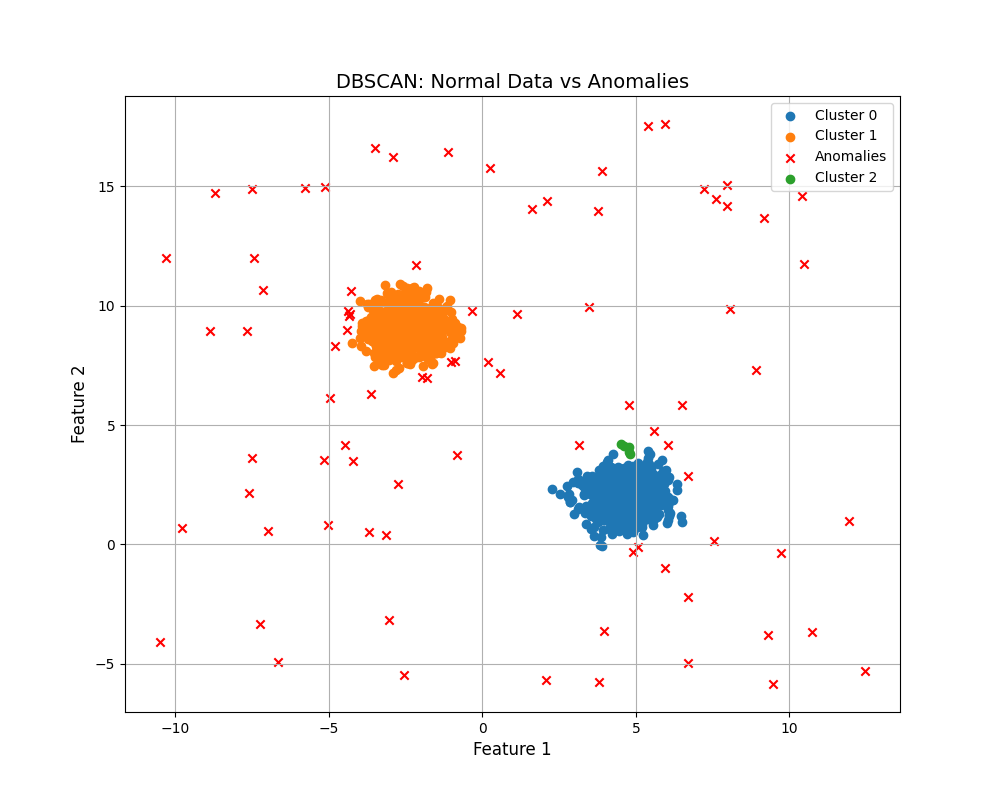 DBSCAN: Normal Data vs Anomalies
Cluster 0
Cluster 1
Anomalies
Cluster 2
Feature 2
15
10
5
0
−5
−10
−5
0
5
10
Feature 1